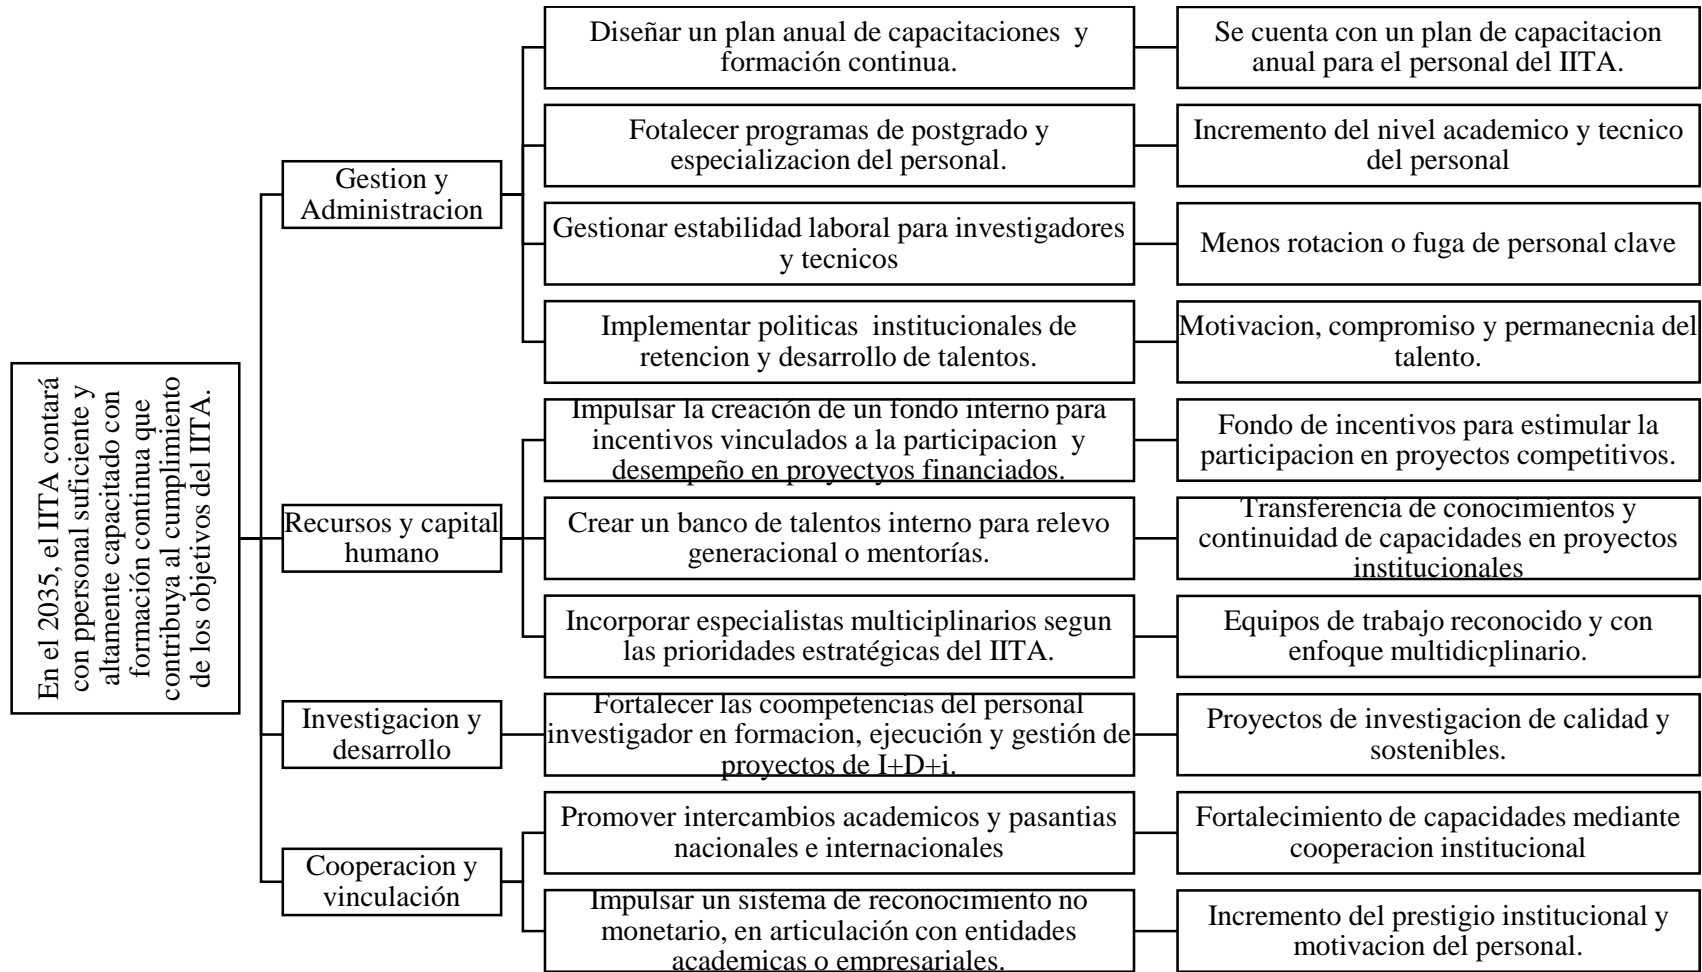 En el 2035, el IITA contará
con ppersonal suficiente y
altamente capacitado con
formación continua que
contribuya al cumplimiento
de los objetivos del IITA.
Gestion y
Administracion
Diseñar un plan anual de capacitaciones y
formación continua.
Se cuenta con un plan de capacitacion
anual para el personal del IITA.
Fotalecer programas de postgrado y
especializacion del personal.
Incremento del nivel academico y tecnico
del personal
Gestionar estabilidad laboral para investigadores
y tecnicos
Menos rotacion o fuga de personal clave
Implementar politicas institucionales de
retencion y desarrollo de talentos.
Motivacion, compromiso y permanecnia del
talento.
Recursos y capital
humano
Impulsar la creación de un fondo interno para
incentivos vinculados a la participacion y
desempeño en proyectyos financiados.
Fondo de incentivos para estimular la
participacion en proyectos competitivos.
Crear un banco de talentos interno para relevo
generacional o mentorías.
Transferencia de conocimientos y
continuidad de capacidades en proyectos
institucionales
Incorporar especialistas multiciplinarios segun
las prioridades estratégicas del IITA.
Equipos de trabajo reconocido y con
enfoque multidicplinario.
Investigacion y
desarrollo
Fortalecer las coompetencias del personal
investigador en formacion, ejecución y gestión de
proyectos de I+D+i.
Proyectos de investigacion de calidad y
sostenibles.
Cooperacion y
vinculación
Promover intercambios academicos y pasantias
nacionales e internacionales
Fortalecimiento de capacidades mediante
cooperacion institucional
Impulsar un sistema de reconocimiento no
monetario, en articulación con entidades
academicas o empresariales.
Incremento del prestigio institucional y
motivacion del personal.